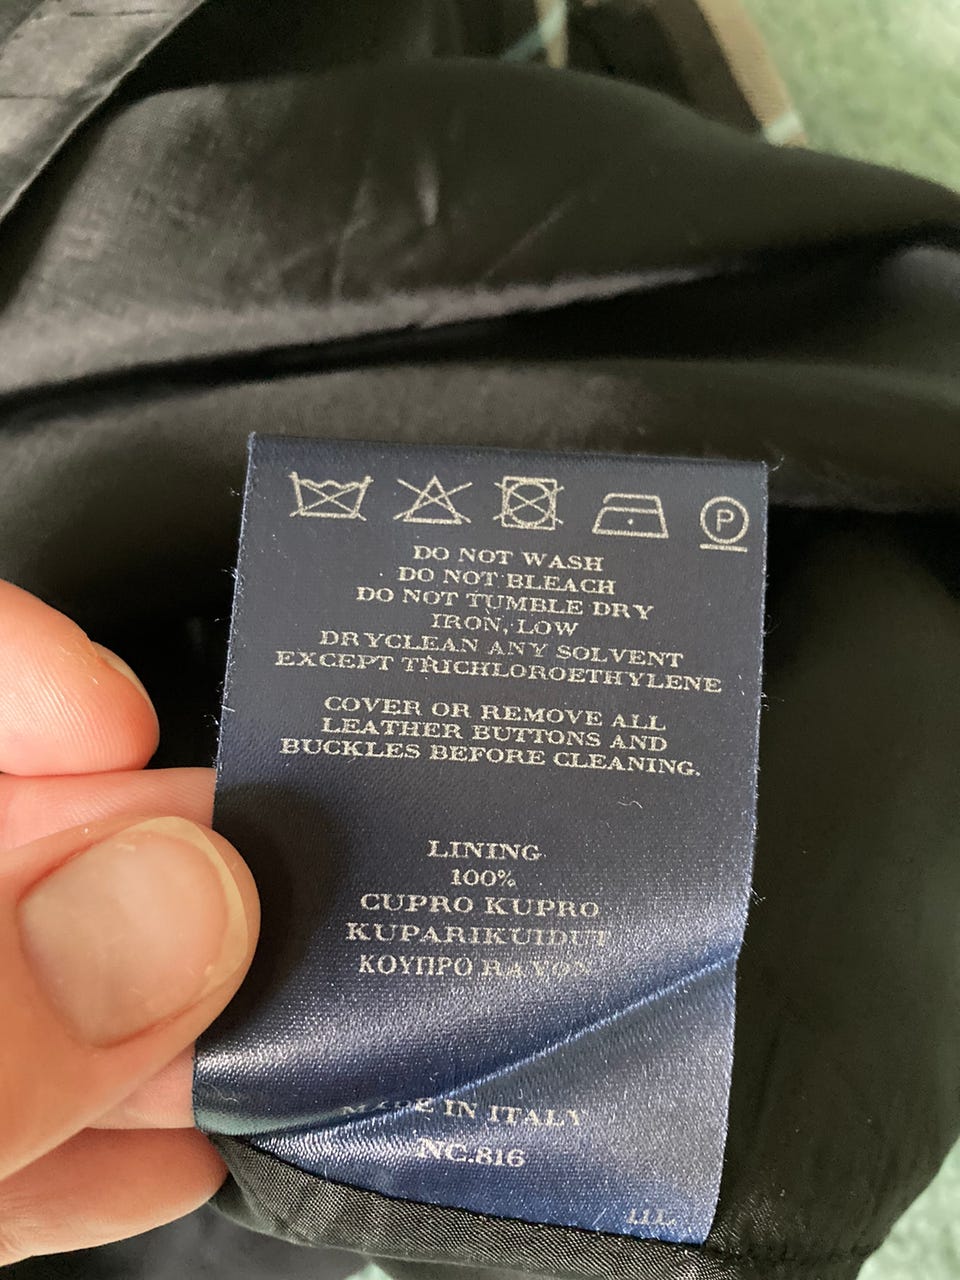 P
DO NOT WASH
DO NOT BLEACH
DO NOT TUMBLE DRY
IRON, LOW
DRYCLEAN ANY SOLVENT
EXCEPT TRICHLOROETHYLENE
COVER OR REMOVE ALL
LEATHER BUTTONS AND
BUCKLES BEFORE CLEANING.
LINING
100%
CUPRO KUPRO
KUPARIKUIDUT
ΚΟΥΠΡΟ RAYON
MADE IN ITALY
NC.816